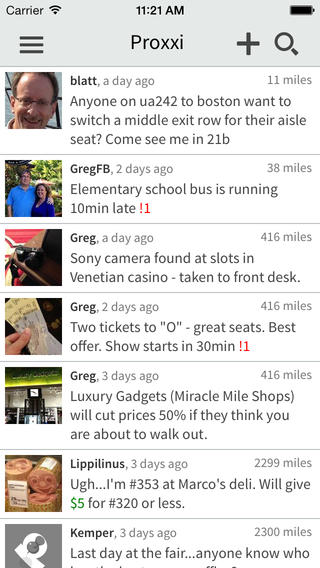 Carrier 11:21 AM
Proxxi
blatt, a day ago 11 miles
Anyone on ua242 to boston want to
switch a middle exit row for their aisle
seat? Come see me in 21b
GregFB, 2 days ago 38 miles
Elementary school bus is running
10min late !1
Greg, a day ago 416 miles
Sony camera found at slots in
Venetian casino - taken to front desk.
Greg, 2 days ago 416 miles
Two tickets to "O" - great seats. Best
offer. Show starts in 30min !1
Greg, 3 days ago 416 miles
Luxury Gadgets (Miracle Mile Shops)
will cut prices 50% if they think you
are about to walk out.
Lippilinus, 3 days ago 2299 miles
Ugh...I'm #353 at Marco's deli. Will give
$5 for #320 or less.
Kemper, 3 days ago 2300 miles
Last day at the fair...anyone know who